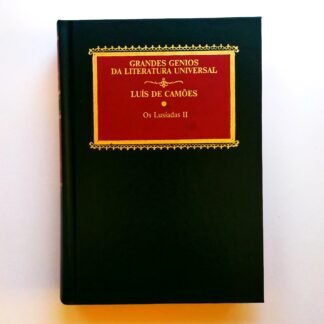 GRANDES GENIOS
DA LITERATURA UNIVERSAL
LUÍS DE CAMÕES
Os Lusíadas II